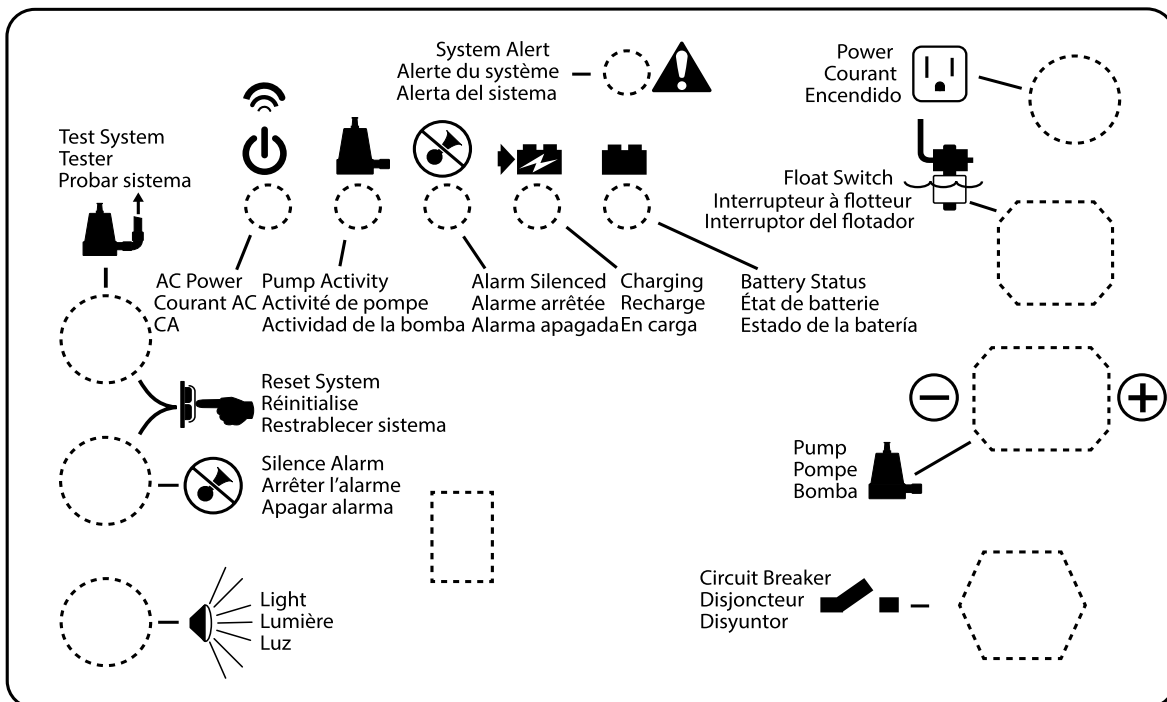 System Alert
Alerte du système
Alerta del sistema
Power
Courant
Encendido
Test System
Tester
Probar sistema
Float Switch
Interrupteur à flotteur
Interruptor del flotador
AC Power
Courant AC
CA
Pump Activity
Activité de pompe
Actividad de la bomba
Alarm Silenced
Alarme arrêtée
Alarma apagada
Charging
Recharge
En carga
Battery Status
État de batterie
Estado de la batería
Reset System
Réinitialise
Restrablecer sistema
Silence Alarm
Arrêter l'alarme
Apagar alarma
Pump
Pompe
Bomba
Circuit Breaker
Disjoncteur
Disyuntor
Light
Lumière
Luz